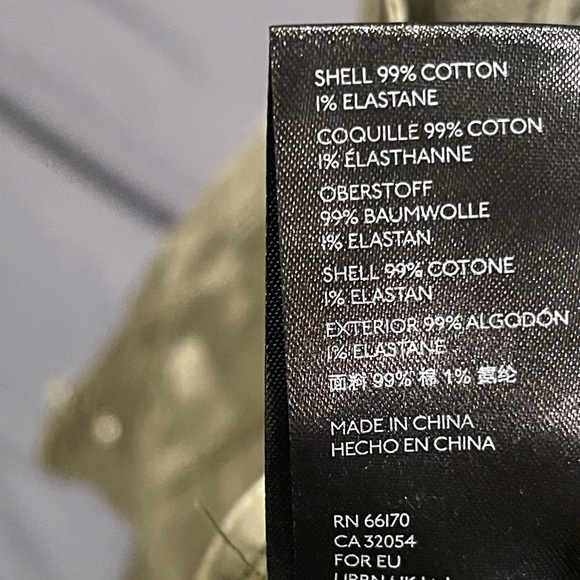 SHELL 99% COTTON
1% ELASTANE
COQUILLE 99% COTON
1% ÉLASTHANNE
OBERSTOFF
99% BAUMWOLLE
1% ELASTAN
SHELL 99% COTONE
1% ELASTAN
EXTERIOR 99% ALGODÓN
1% ELASTANE
面料 99% 棉 1% 氨纶
MADE IN CHINA
HECHO EN CHINA
RN 66170
CA 32054
FOR EU
URBN UK